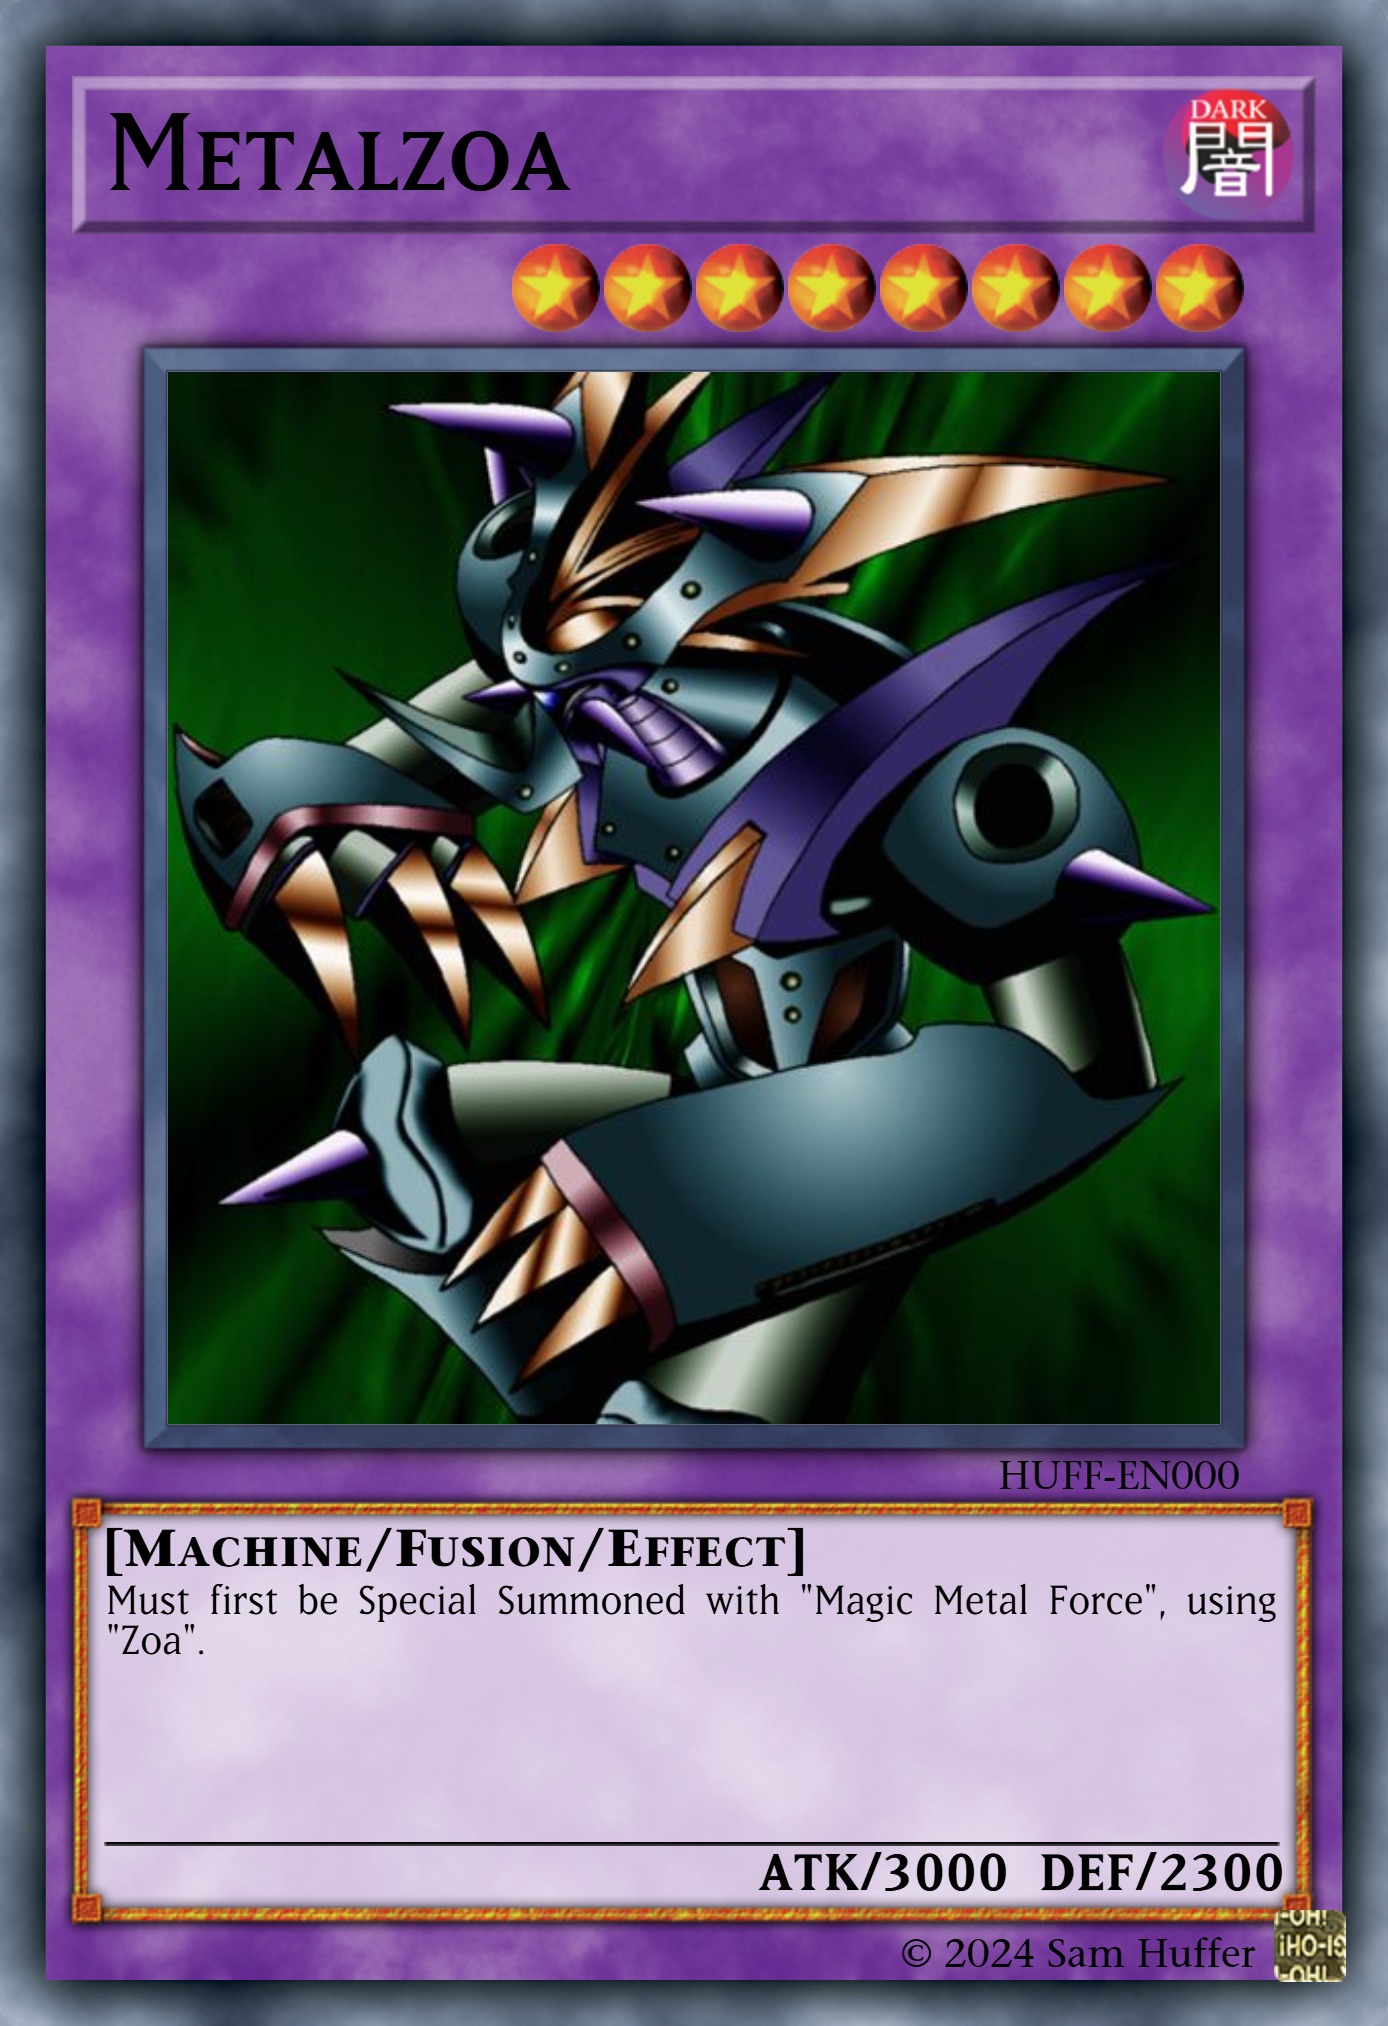 Metalzoa
DARK
闇
HUFF-EN000
[Machine/Fusion/Effect]
Must first be Special Summoned with "Magic Metal Force", using
"Zoa".
ATK/3000 DEF/2300
© 2024 Sam Huffer